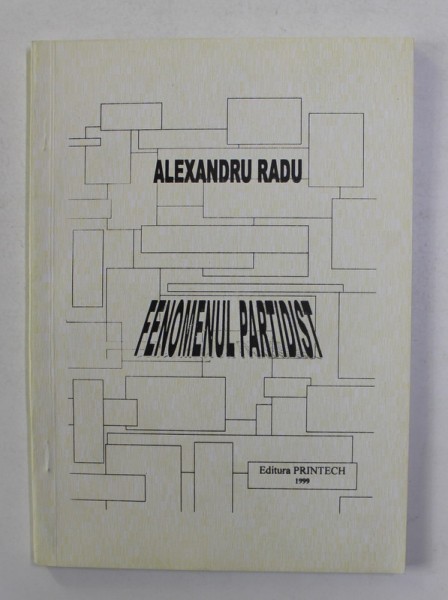 ALEXANDRU RADU
FENOMENUL PARTIDIST
Editura PRINTECH
1999